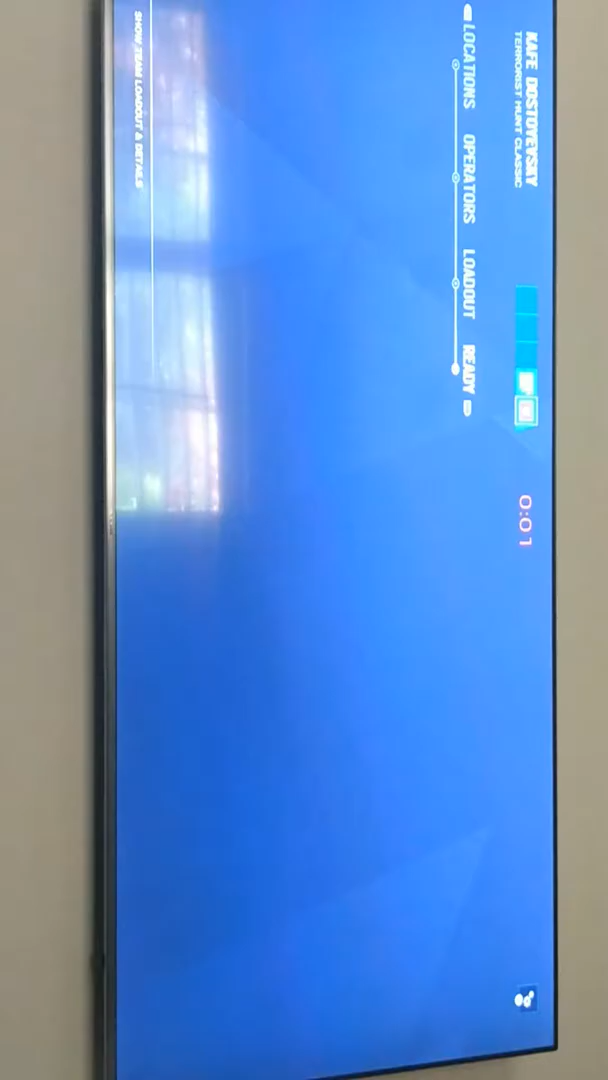 KAFE DOSTOYEVSKY
TERRORIST HUNT CLASSIC
0:01
LOCATIONS OPERATORS LOADOUT READY
SHOW TEAM LOADOUT & DETAILS